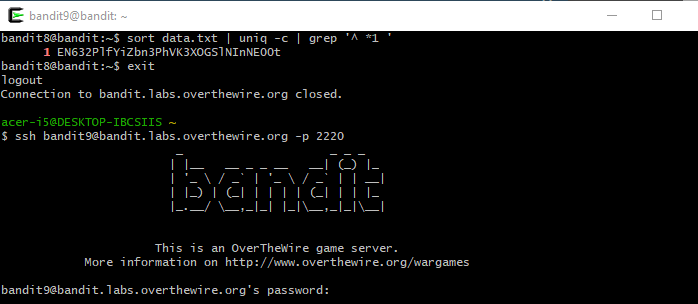 bandit9@bandit: ~
bandit8@bandit:~$ sort data.txt | uniq -c | grep '^ *1 '
1 EN632PlfYiZbn3PhVK3XOGSlNInNE00t
bandit8@bandit:~$ exit
logout
Connection to bandit.labs.overthewire.org closed.
acer-i5@DESKTOP-IBCSIIS ~
$ ssh bandit9@bandit.labs.overthewire.org -p 2220
bandit
This is an OverTheWire game server.
More information on http://www.overthewire.org/wargames
bandit9@bandit.labs.overthewire.org's password: